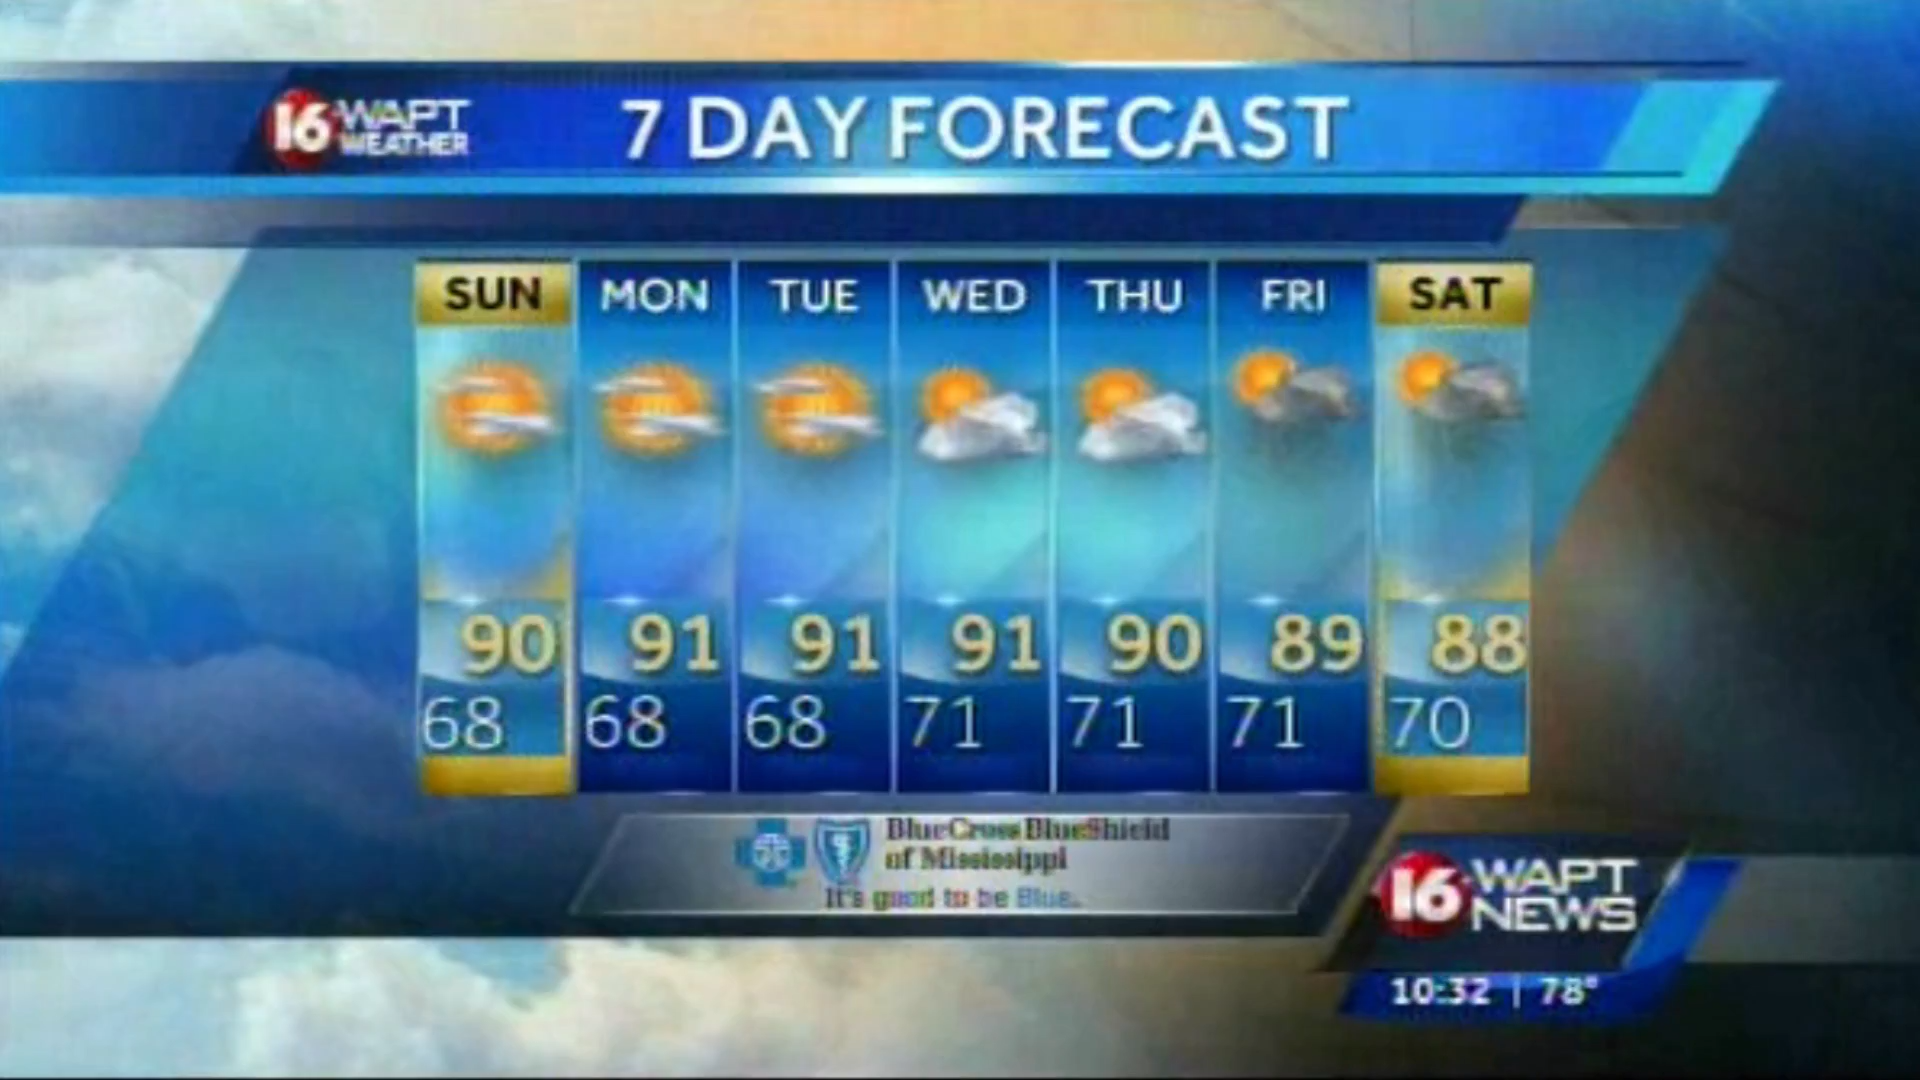 16 WAPT
WEATHER
7 DAY FORECAST
SUN MON TUE WED THU FRI SAT
90 91 91 91 90 89 88
68 68 68 71 71 71 70
BlueCross BlueShield
of Mississippi
It's good to be Blue.
16 WAPT
NEWS
10:32 | 78°